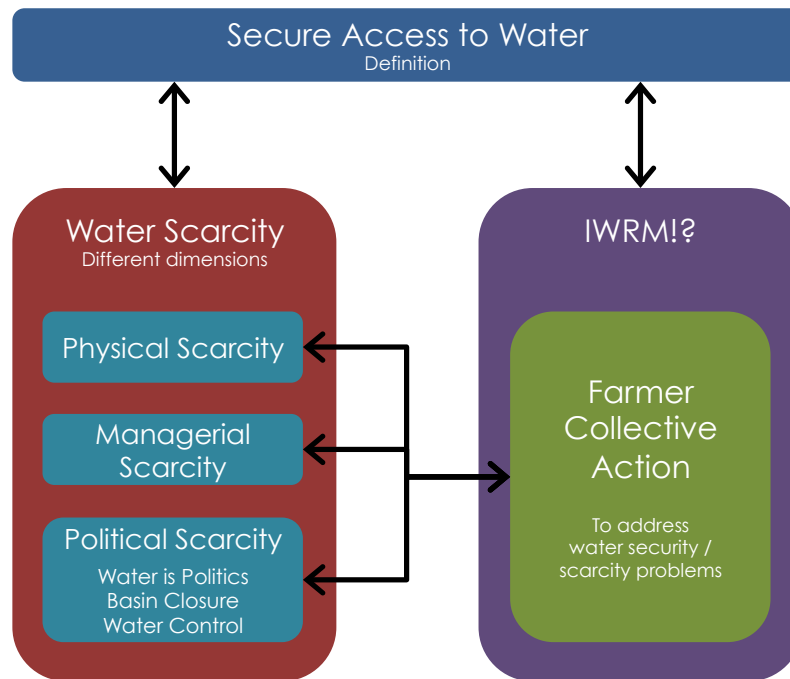 Secure Access to Water
Definition
Water Scarcity
Different dimensions
Physical Scarcity
Managerial
Scarcity
Political Scarcity
Water is Politics
Basin Closure
Water Control
IWRM!?
Farmer
Collective
Action
To address
water security /
scarcity problems